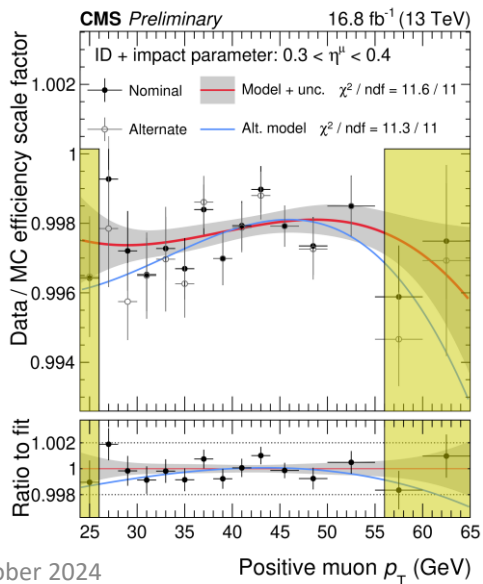 CMS Preliminary 16.8 fb⁻¹ (13 TeV)
ID + impact parameter: 0.3 < η^μ < 0.4
Nominal Model + unc. χ² / ndf = 11.6 / 11
Alternate Alt. model χ² / ndf = 11.3 / 11
Data / MC efficiency scale factor
1.002
1
0.998
0.996
0.994
Ratio to fit
1.002
1
0.998
25 30 35 40 45 50 55 60 65
ober 2024 Positive muon p_T (GeV)